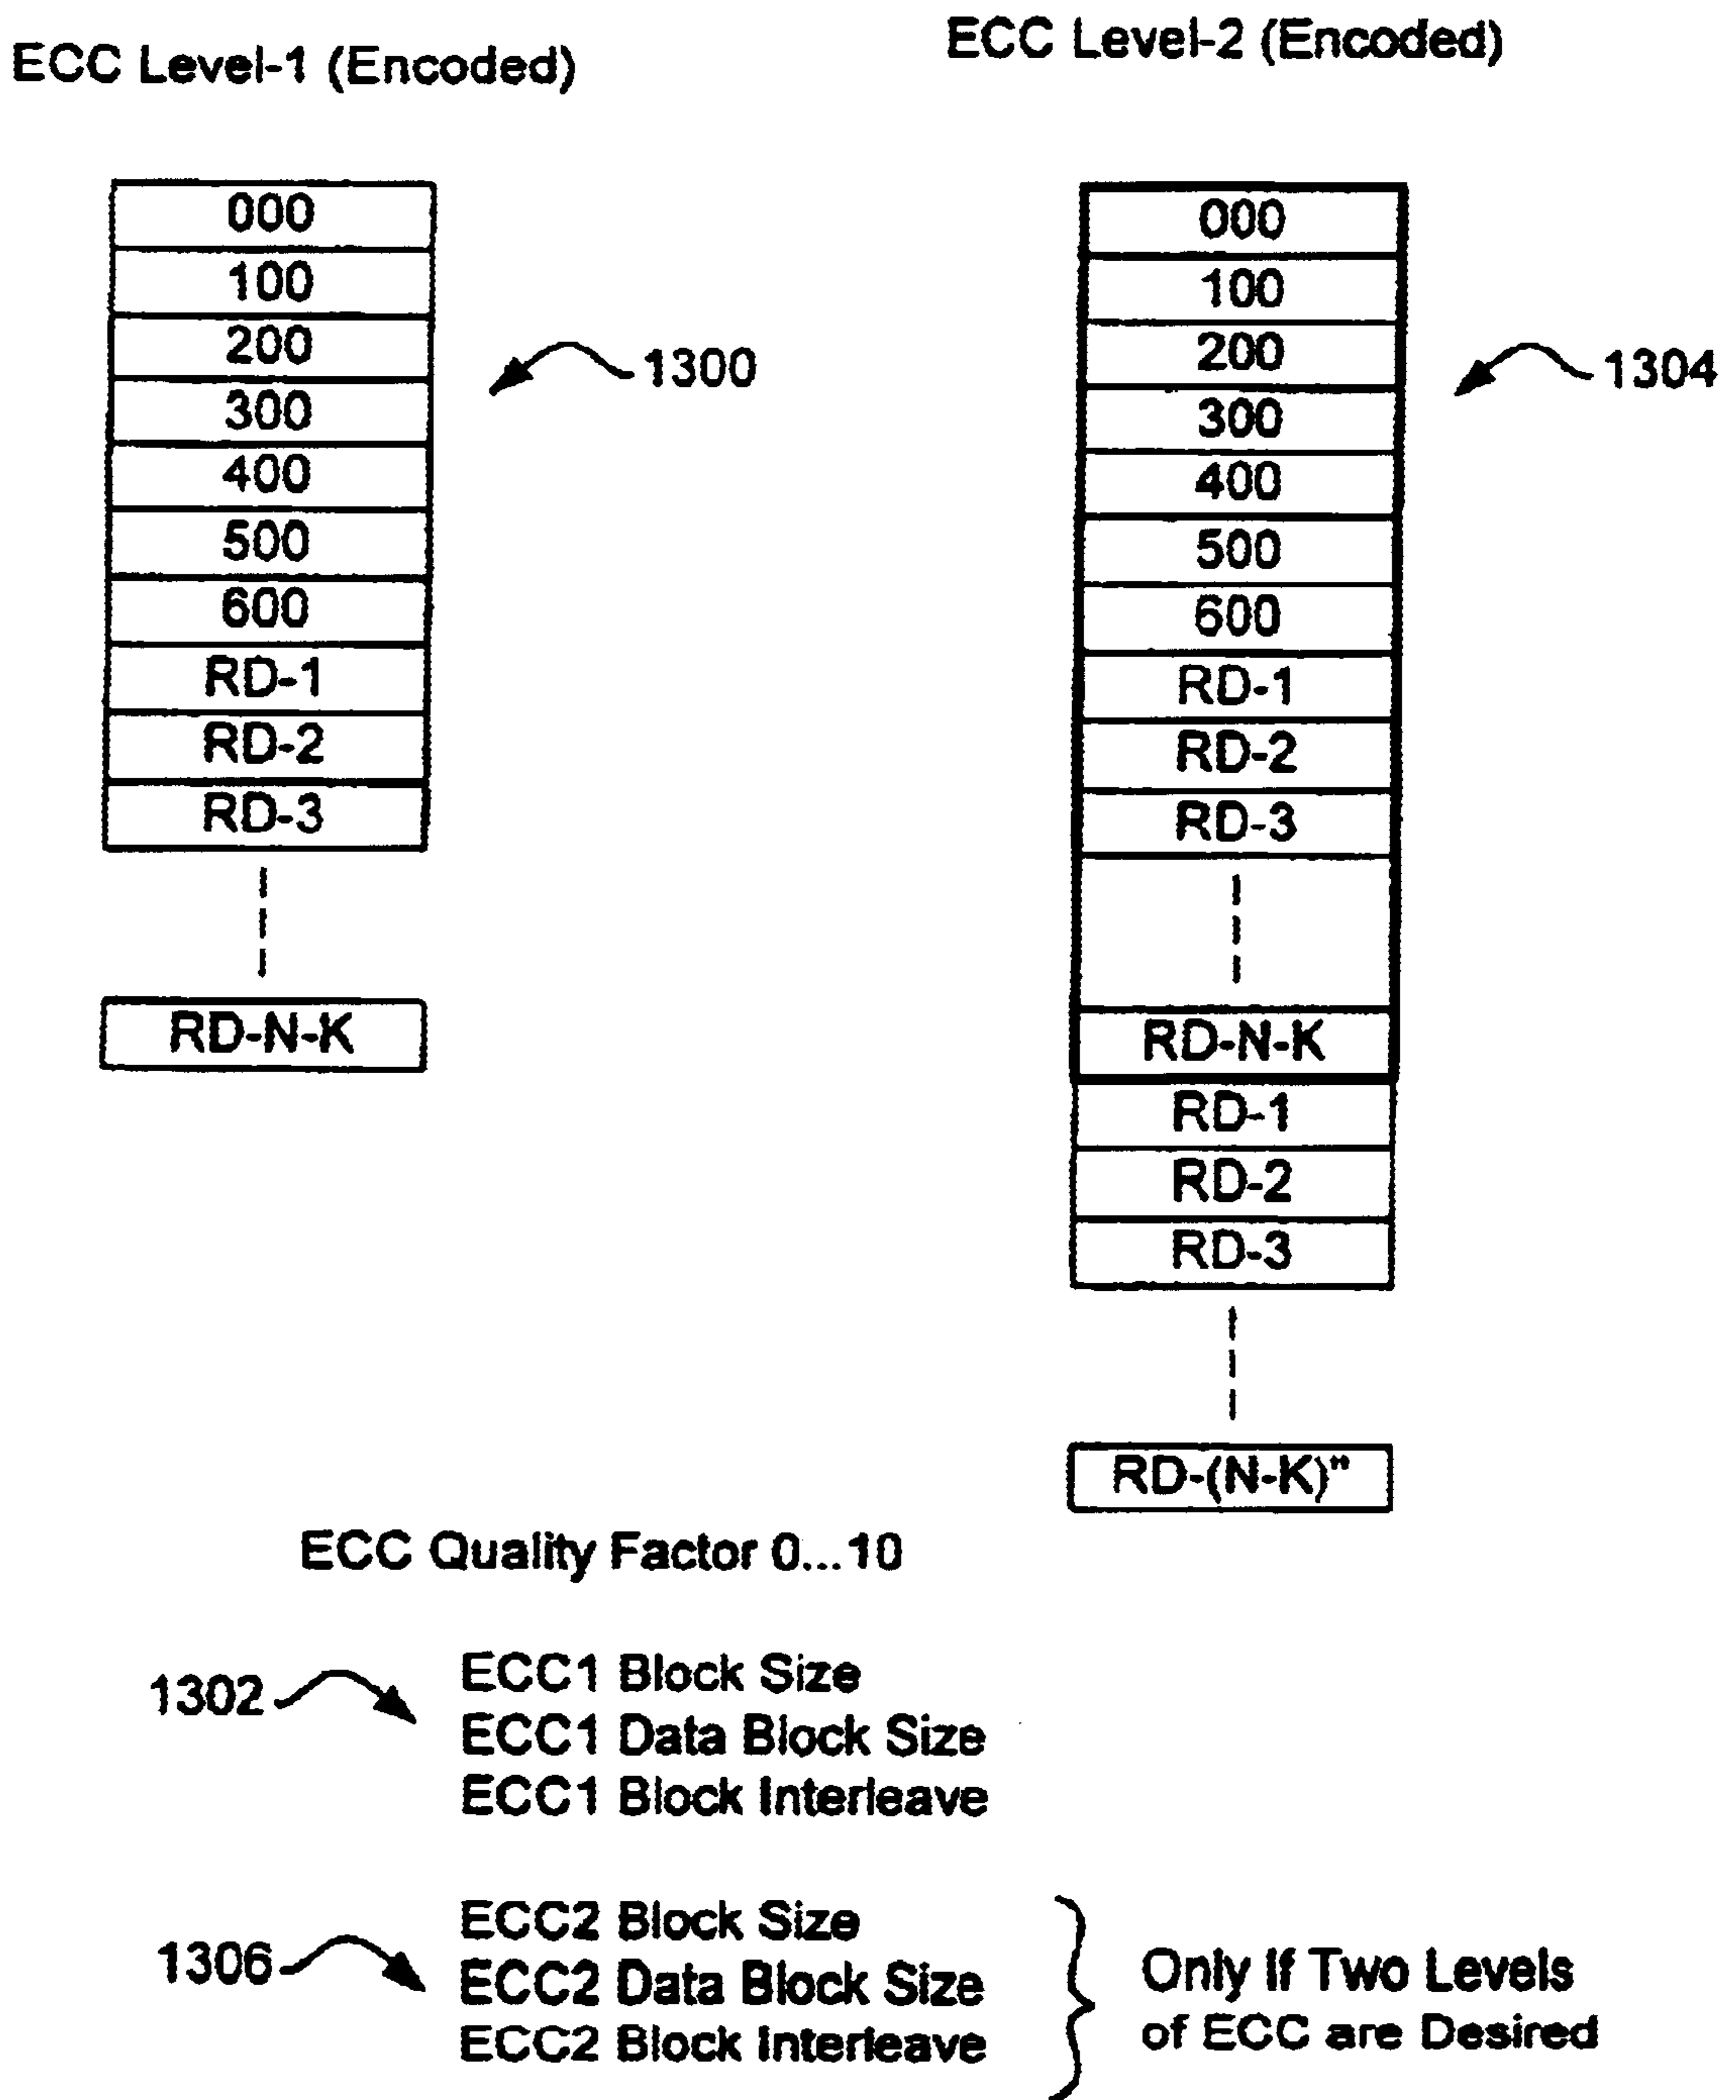 ECC Level-1 (Encoded)
000
100
200
300
400
500
600
RD-1
RD-2
RD-3
RD-N-K
1300
ECC Level-2 (Encoded)
000
100
200
300
400
500
600
RD-1
RD-2
RD-3
RD-N-K
RD-1
RD-2
RD-3
RD-(N-K)"
1304
ECC Quality Factor 0...10
1302
ECC1 Block Size
ECC1 Data Block Size
ECC1 Block Interleave
1306
ECC2 Block Size
ECC2 Data Block Size
ECC2 Block Interleave
Only If Two Levels
of ECC are Desired